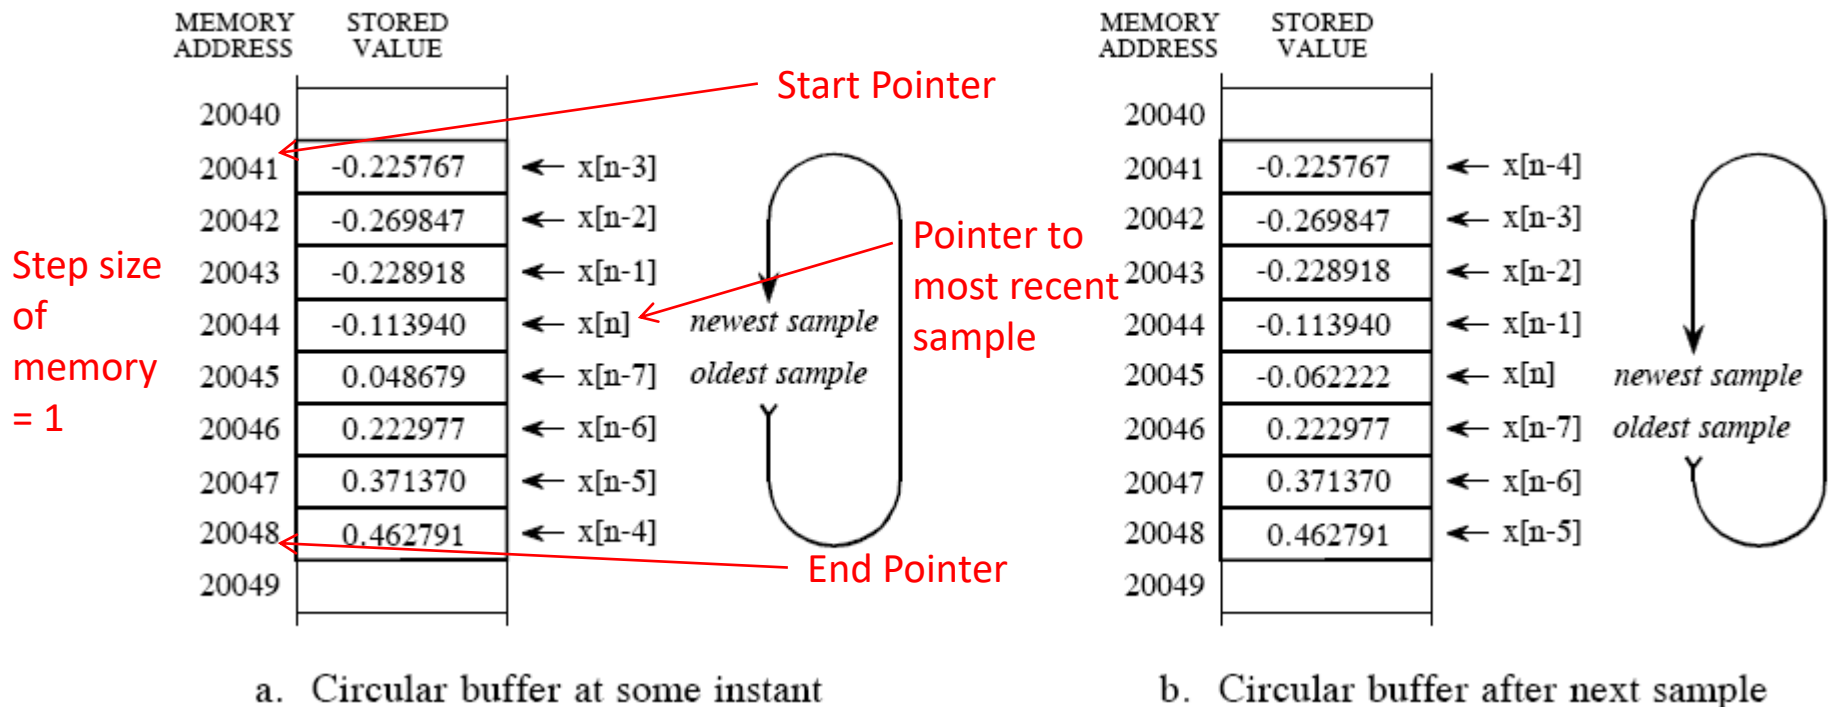 MEMORY STORED
ADDRESS VALUE
Start Pointer
20040
20041 -0.225767 x[n-3]
20042 -0.269847 x[n-2]
20043 -0.228918 x[n-1]
20044 -0.113940 x[n] newest sample
20045 0.048679 x[n-7] oldest sample
20046 0.222977 x[n-6]
20047 0.371370 x[n-5]
20048 0.462791 x[n-4]
20049
Step size
of
memory
= 1
Pointer to
most recent
sample
End Pointer
a. Circular buffer at some instant
MEMORY STORED
ADDRESS VALUE
20040
20041 -0.225767 x[n-4]
20042 -0.269847 x[n-3]
20043 -0.228918 x[n-2]
20044 -0.113940 x[n-1]
20045 -0.062222 x[n] newest sample
20046 0.222977 x[n-7] oldest sample
20047 0.371370 x[n-6]
20048 0.462791 x[n-5]
20049
b. Circular buffer after next sample